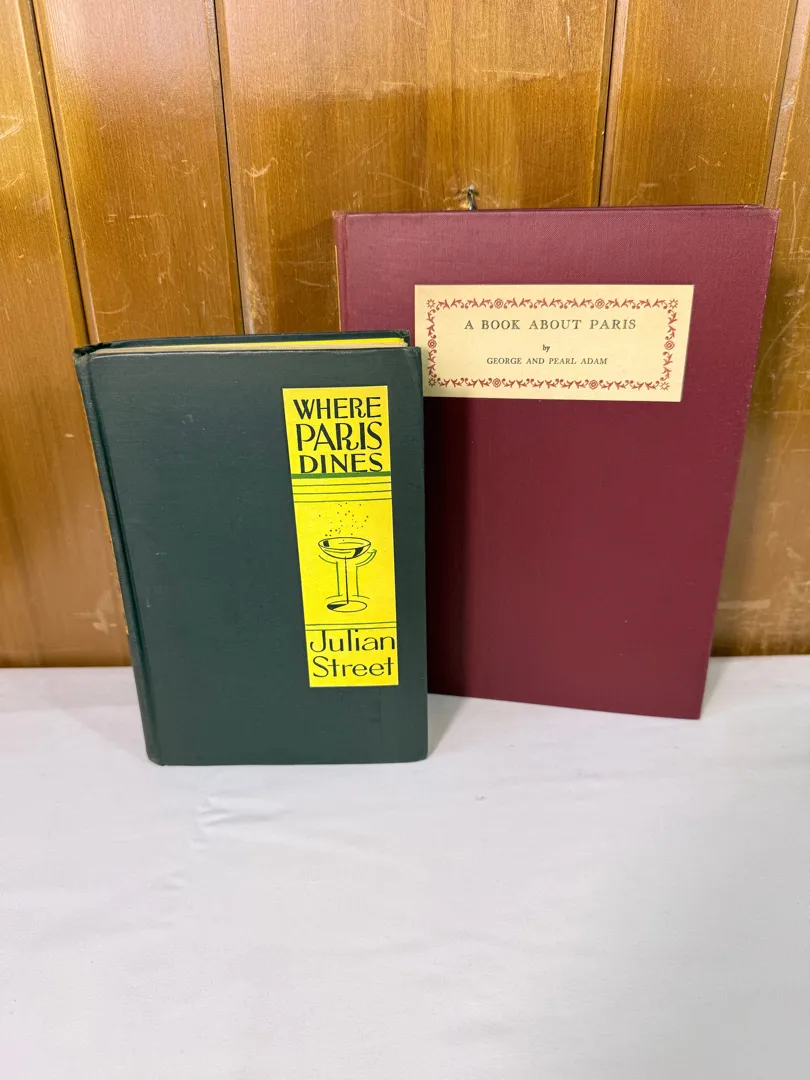 WHERE
PARIS
DINES
Julian
Street
A BOOK ABOUT PARIS
by
GEORGE AND PEARL ADAM